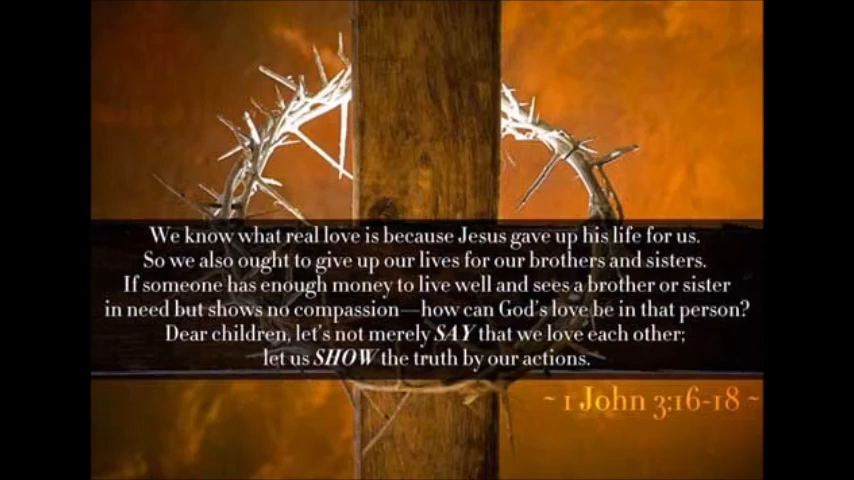 We know what real love is because Jesus gave up his life for us.
So we also ought to give up our lives for our brothers and sisters.
If someone has enough money to live well and sees a brother or sister
in need but shows no compassion—how can God's love be in that person?
Dear children, let's not merely SAY that we love each other;
let us SHOW the truth by our actions.
~ 1 John 3:16-18 ~